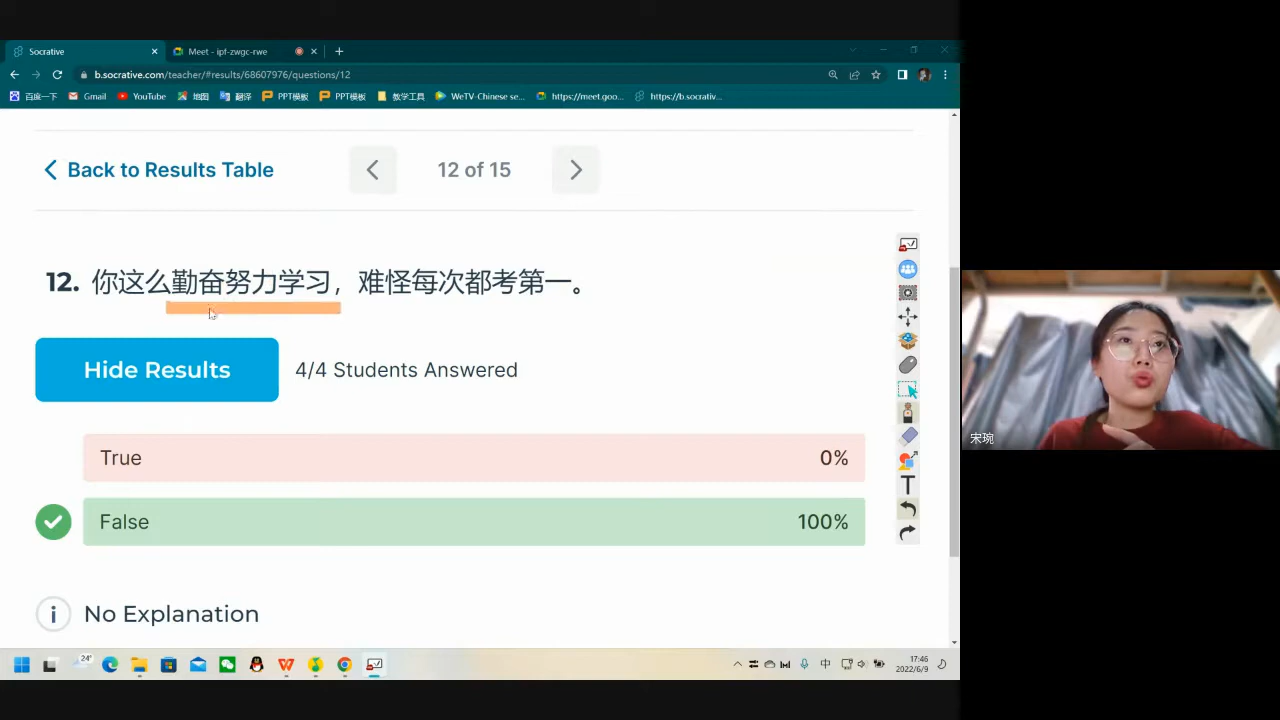 Socrative
Meet - ipf-zwgc-rwe
b.socrative.com/teacher/#results/68607976/questions/12
百度一下 Gmail YouTube 地图 翻译 PPT模板 PPT模板 教学工具 WeTV-Chinese se... https://meet.goo... https://b.socrativ...
Back to Results Table
12 of 15
12. 你这么勤奋努力学习，难怪每次都考第一。
Hide Results
4/4 Students Answered
True 0%
False 100%
No Explanation
宋琬
24°
中
17:46
2022/6/9